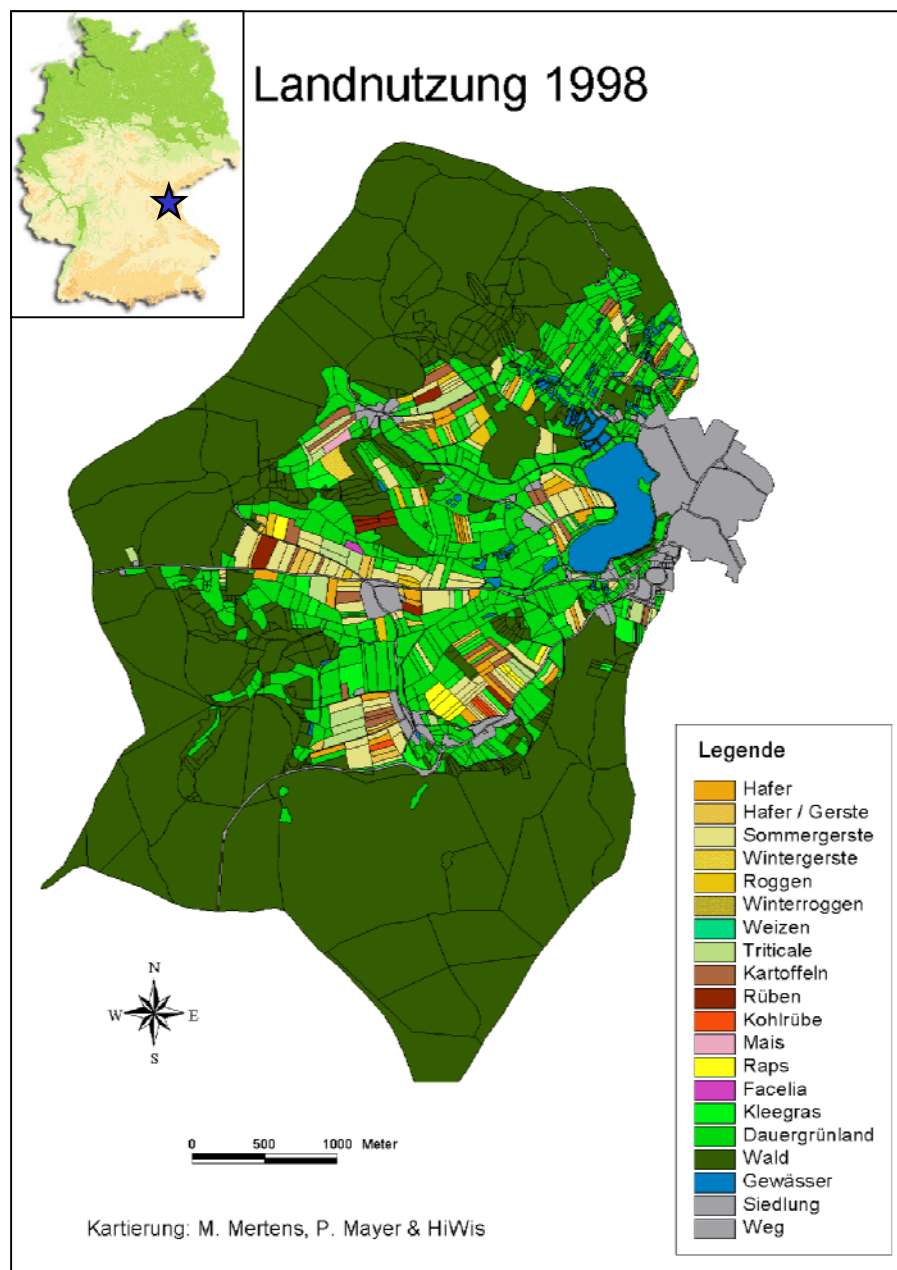 Landnutzung 1998
N
W E
S
0 500 1000 Meter
Kartierung: M. Mertens, P. Mayer & HiWis
Legende
Hafer
Hafer / Gerste
Sommergerste
Wintergerste
Roggen
Winterroggen
Weizen
Triticale
Kartoffeln
Rüben
Kohlrübe
Mais
Raps
Facelia
Kleegras
Dauergrünland
Wald
Gewässer
Siedlung
Weg